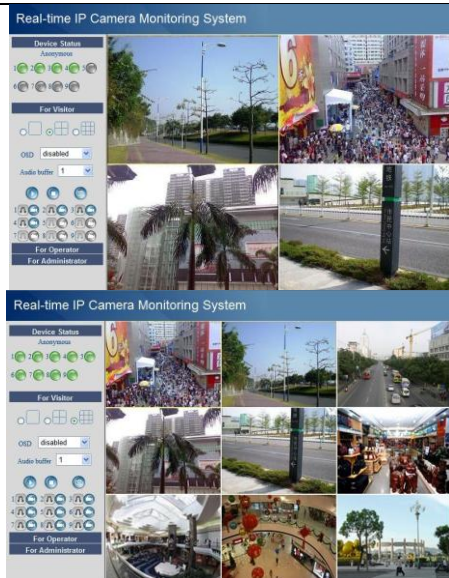 Real-time IP Camera Monitoring System
Device Status
Anonymous
1 2 3 4 5
6 7 8 9
For Visitor
OSD disabled
Audio buffer 1
1 2 3
4 5 6
7 8 9
For Operator
For Administrator
Real-time IP Camera Monitoring System
Device Status
Anonymous
1 2 3 4 5
6 7 8 9
For Visitor
OSD disabled
Audio buffer 1
1 2 3
4 5 6
7 8 9
For Operator
For Administrator